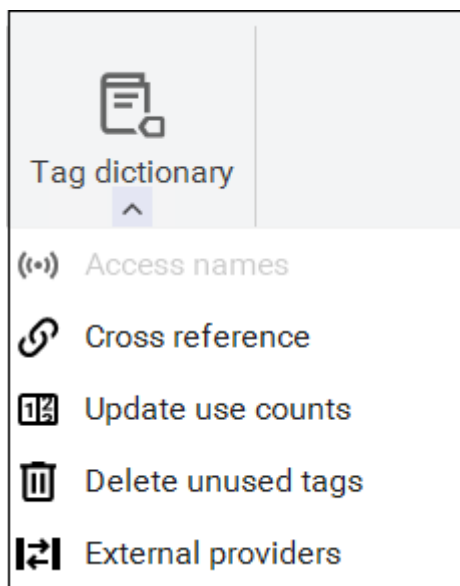 Tag dictionary
Access names
Cross reference
Update use counts
Delete unused tags
External providers